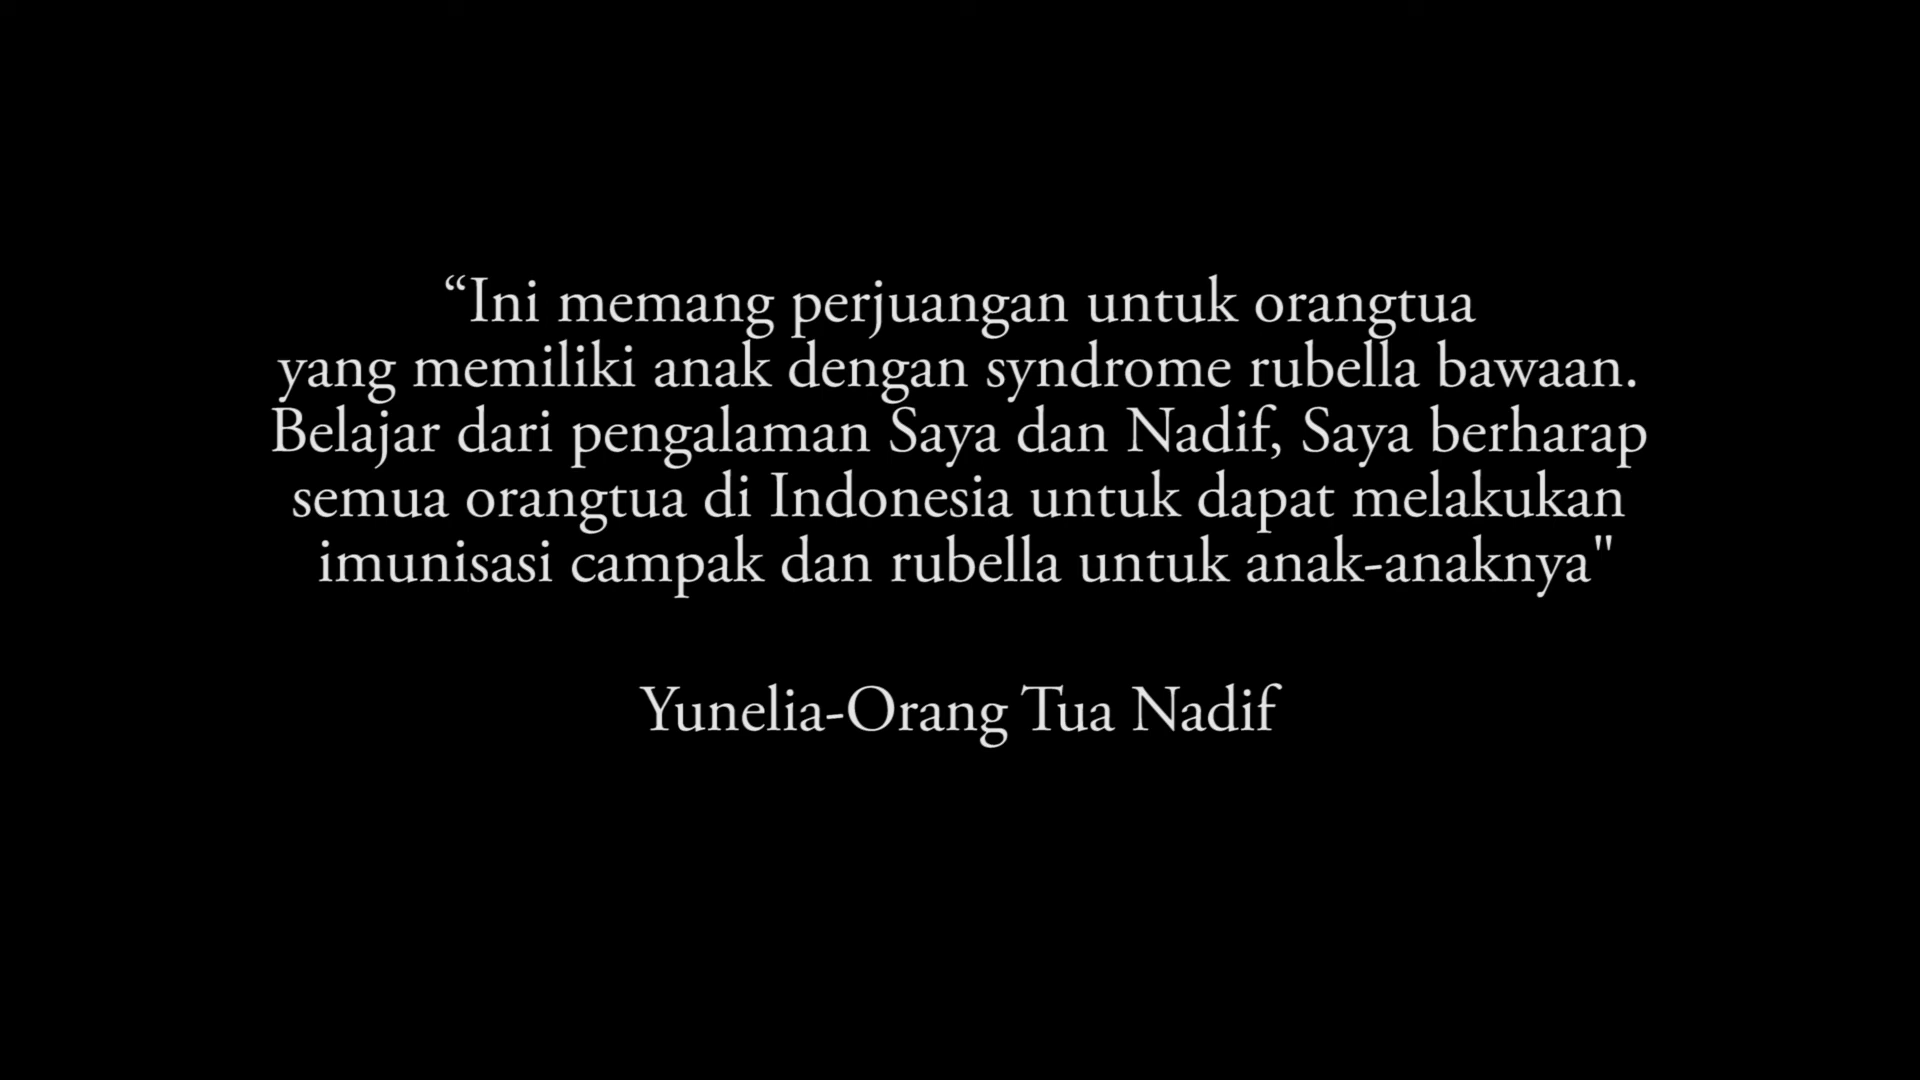 “Ini memang perjuangan untuk orangtua
yang memiliki anak dengan syndrome rubella bawaan.
Belajar dari pengalaman Saya dan Nadif, Saya berharap
semua orangtua di Indonesia untuk dapat melakukan
imunisasi campak dan rubella untuk anak-anaknya"
Yunelia-Orang Tua Nadif